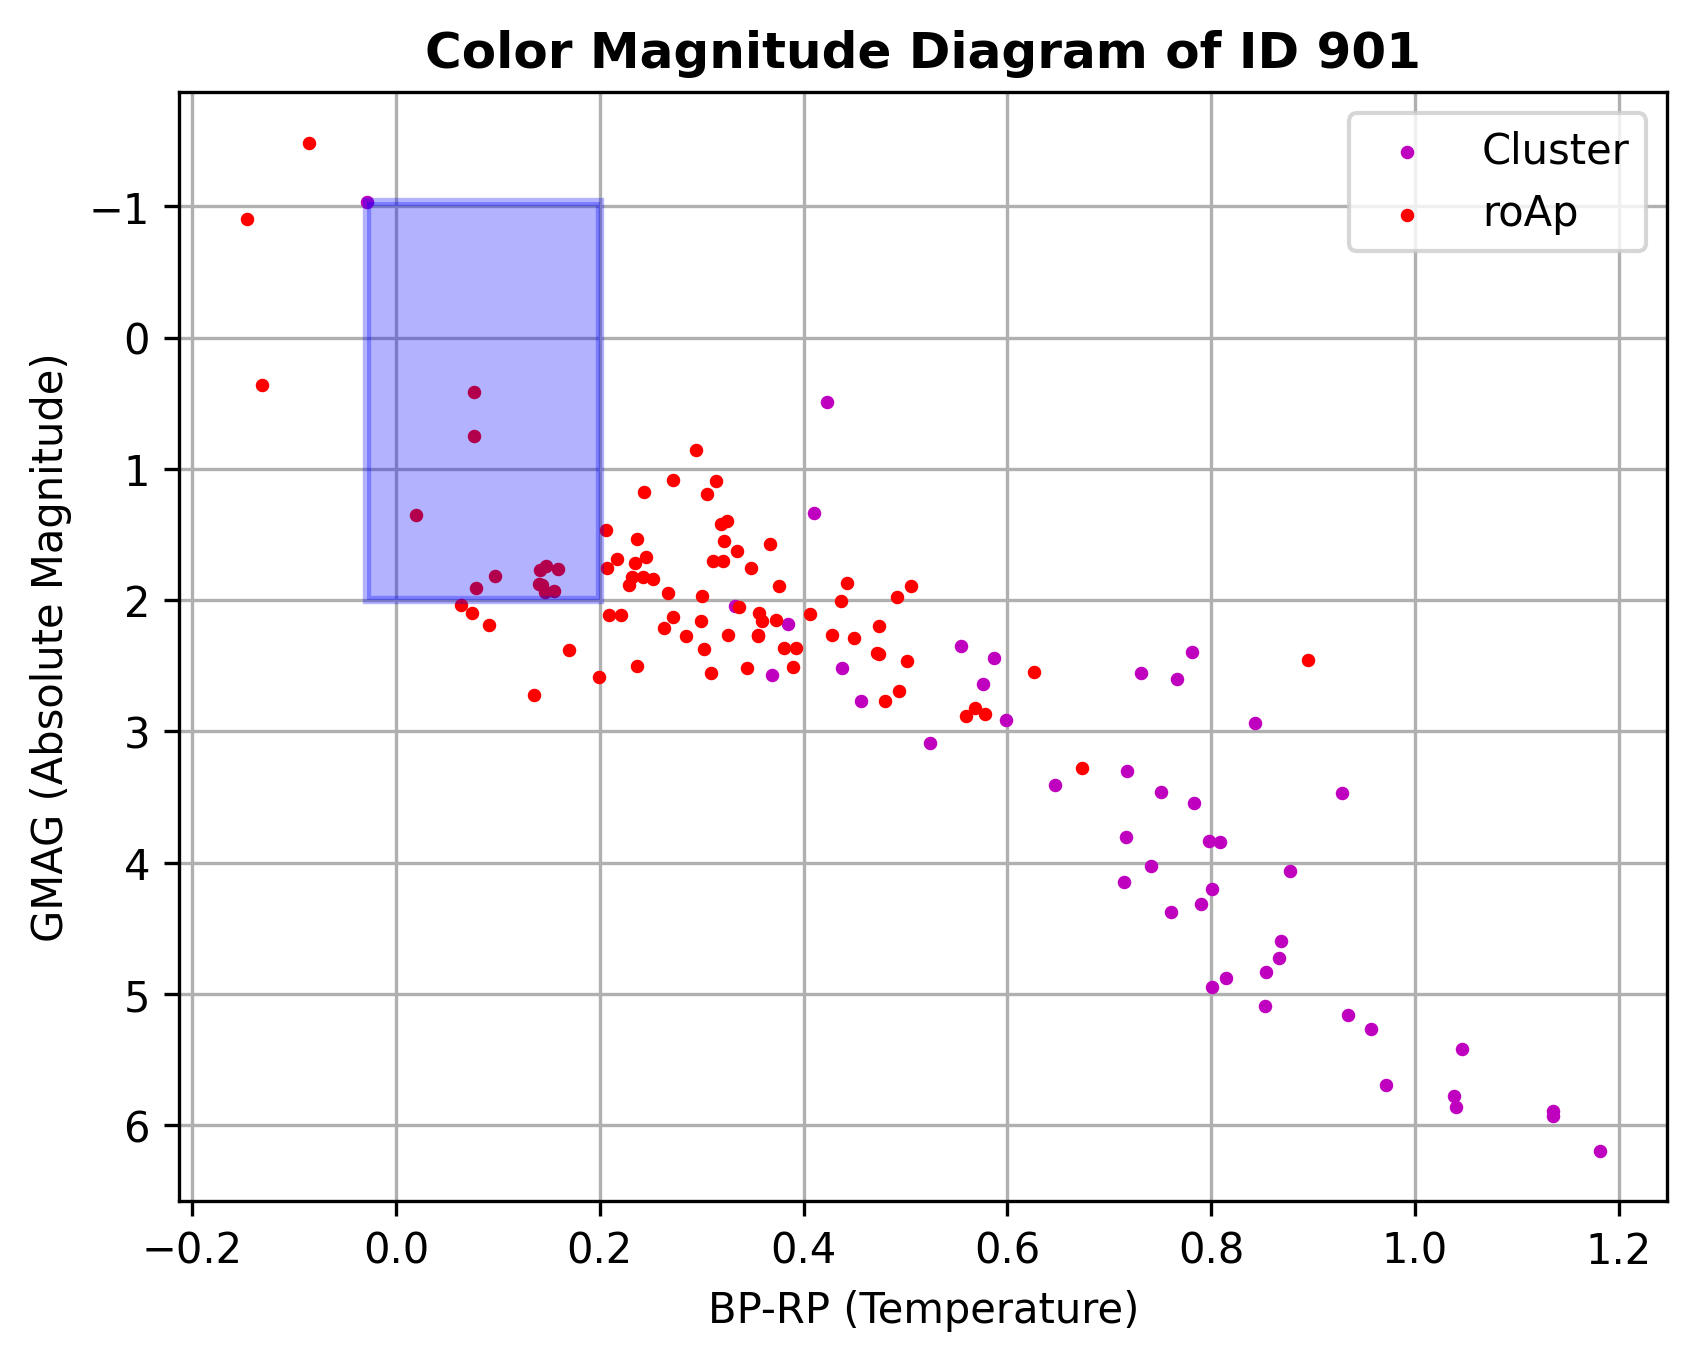 Color Magnitude Diagram of ID 901
Cluster
roAp
GMAG (Absolute Magnitude)
−1
0
1
2
3
4
5
6
−0.2 0.0 0.2 0.4 0.6 0.8 1.0 1.2
BP-RP (Temperature)